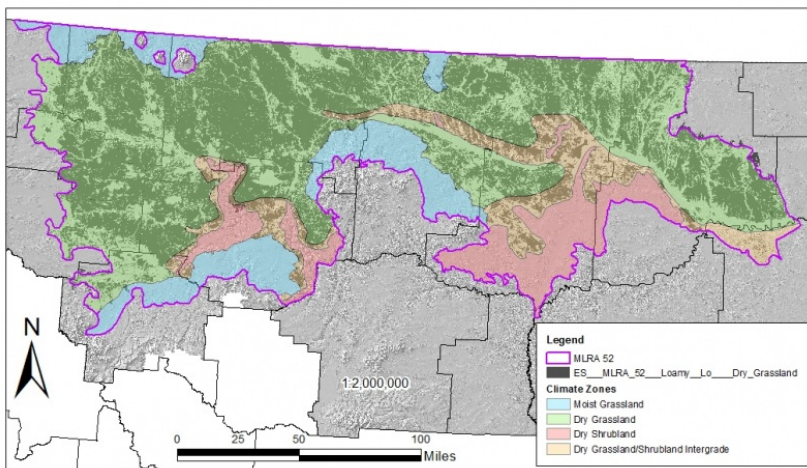 N
1:2,000,000
0 25 50 100
Miles
Legend
MLRA 52
ES___MLRA_52___Loamy__Lo____Dry_Grassland
Climate Zones
Moist Grassland
Dry Grassland
Dry Shrubland
Dry Grassland/Shrubland Intergrade